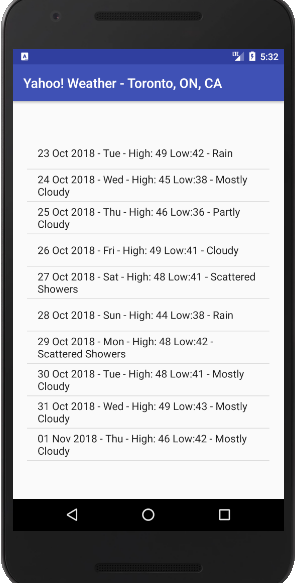 5:32
Yahoo! Weather - Toronto, ON, CA
23 Oct 2018 - Tue - High: 49 Low:42 - Rain
24 Oct 2018 - Wed - High: 45 Low:38 - Mostly
Cloudy
25 Oct 2018 - Thu - High: 46 Low:36 - Partly
Cloudy
26 Oct 2018 - Fri - High: 49 Low:41 - Cloudy
27 Oct 2018 - Sat - High: 48 Low:41 - Scattered
Showers
28 Oct 2018 - Sun - High: 44 Low:38 - Rain
29 Oct 2018 - Mon - High: 48 Low:42 -
Scattered Showers
30 Oct 2018 - Tue - High: 48 Low:41 - Mostly
Cloudy
31 Oct 2018 - Wed - High: 49 Low:43 - Mostly
Cloudy
01 Nov 2018 - Thu - High: 46 Low:42 - Mostly
Cloudy